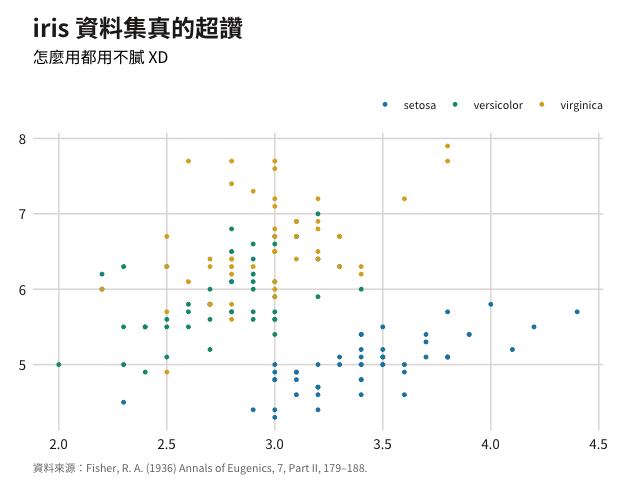 iris 資料集真的超讚
怎麼用都用不膩 XD
setosa versicolor virginica
8
7
6
5
2.0 2.5 3.0 3.5 4.0 4.5
資料來源：Fisher, R. A. (1936) Annals of Eugenics, 7, Part II, 179–188.